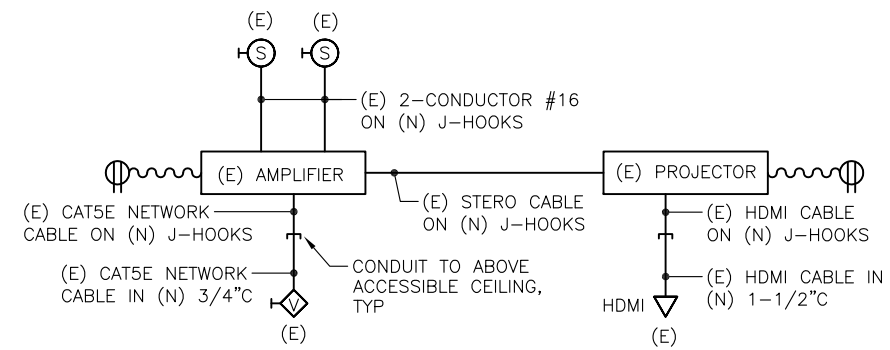 (E)
(E)
S
S
(E) 2-CONDUCTOR #16
ON (N) J-HOOKS
(E) AMPLIFIER
(E) PROJECTOR
(E) CAT5E NETWORK
CABLE ON (N) J-HOOKS
(E) STERO CABLE
ON (N) J-HOOKS
(E) HDMI CABLE
ON (N) J-HOOKS
(E) CAT5E NETWORK
CABLE IN (N) 3/4"C
CONDUIT TO ABOVE
ACCESSIBLE CEILING,
TYP
(E) HDMI CABLE IN
(N) 1-1/2"C
V
HDMI
(E)
(E)